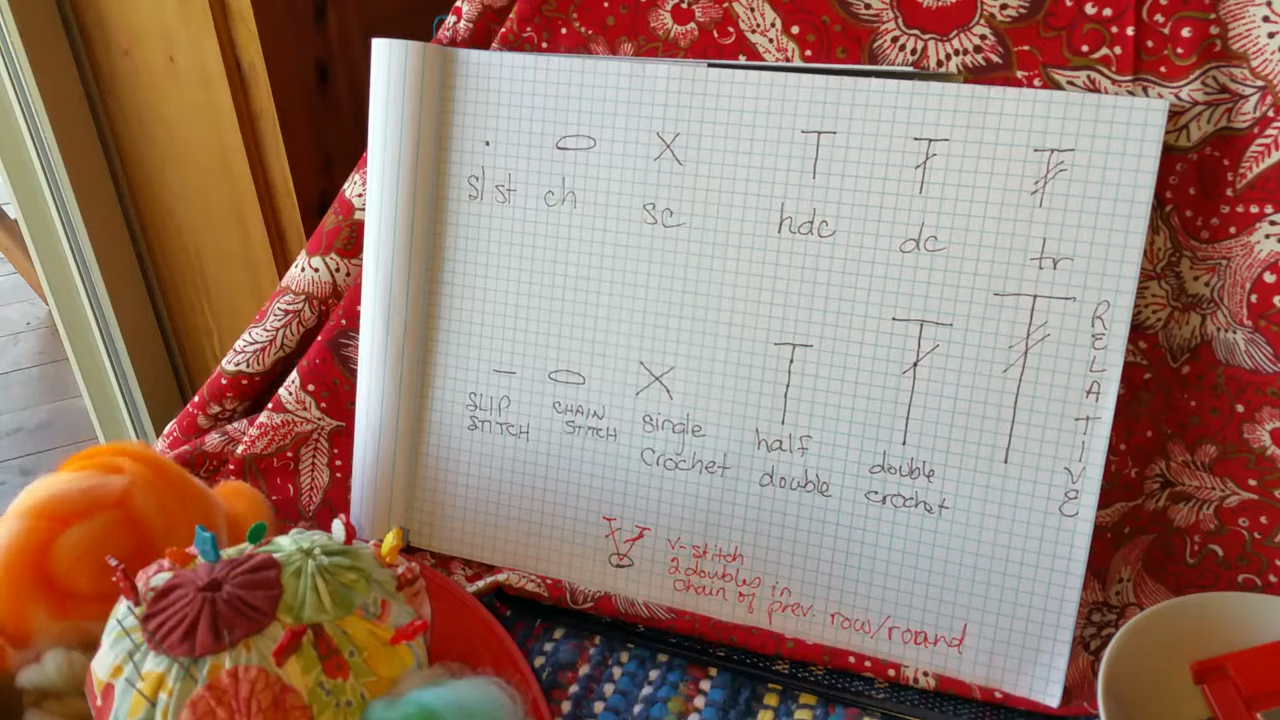 sl st ch sc hdc dc tr
SLIP STITCH
CHAIN STITCH
single crochet
half double
double crochet
RELATIVE
v-stitch
2 doubles in
chain of prev. row/round